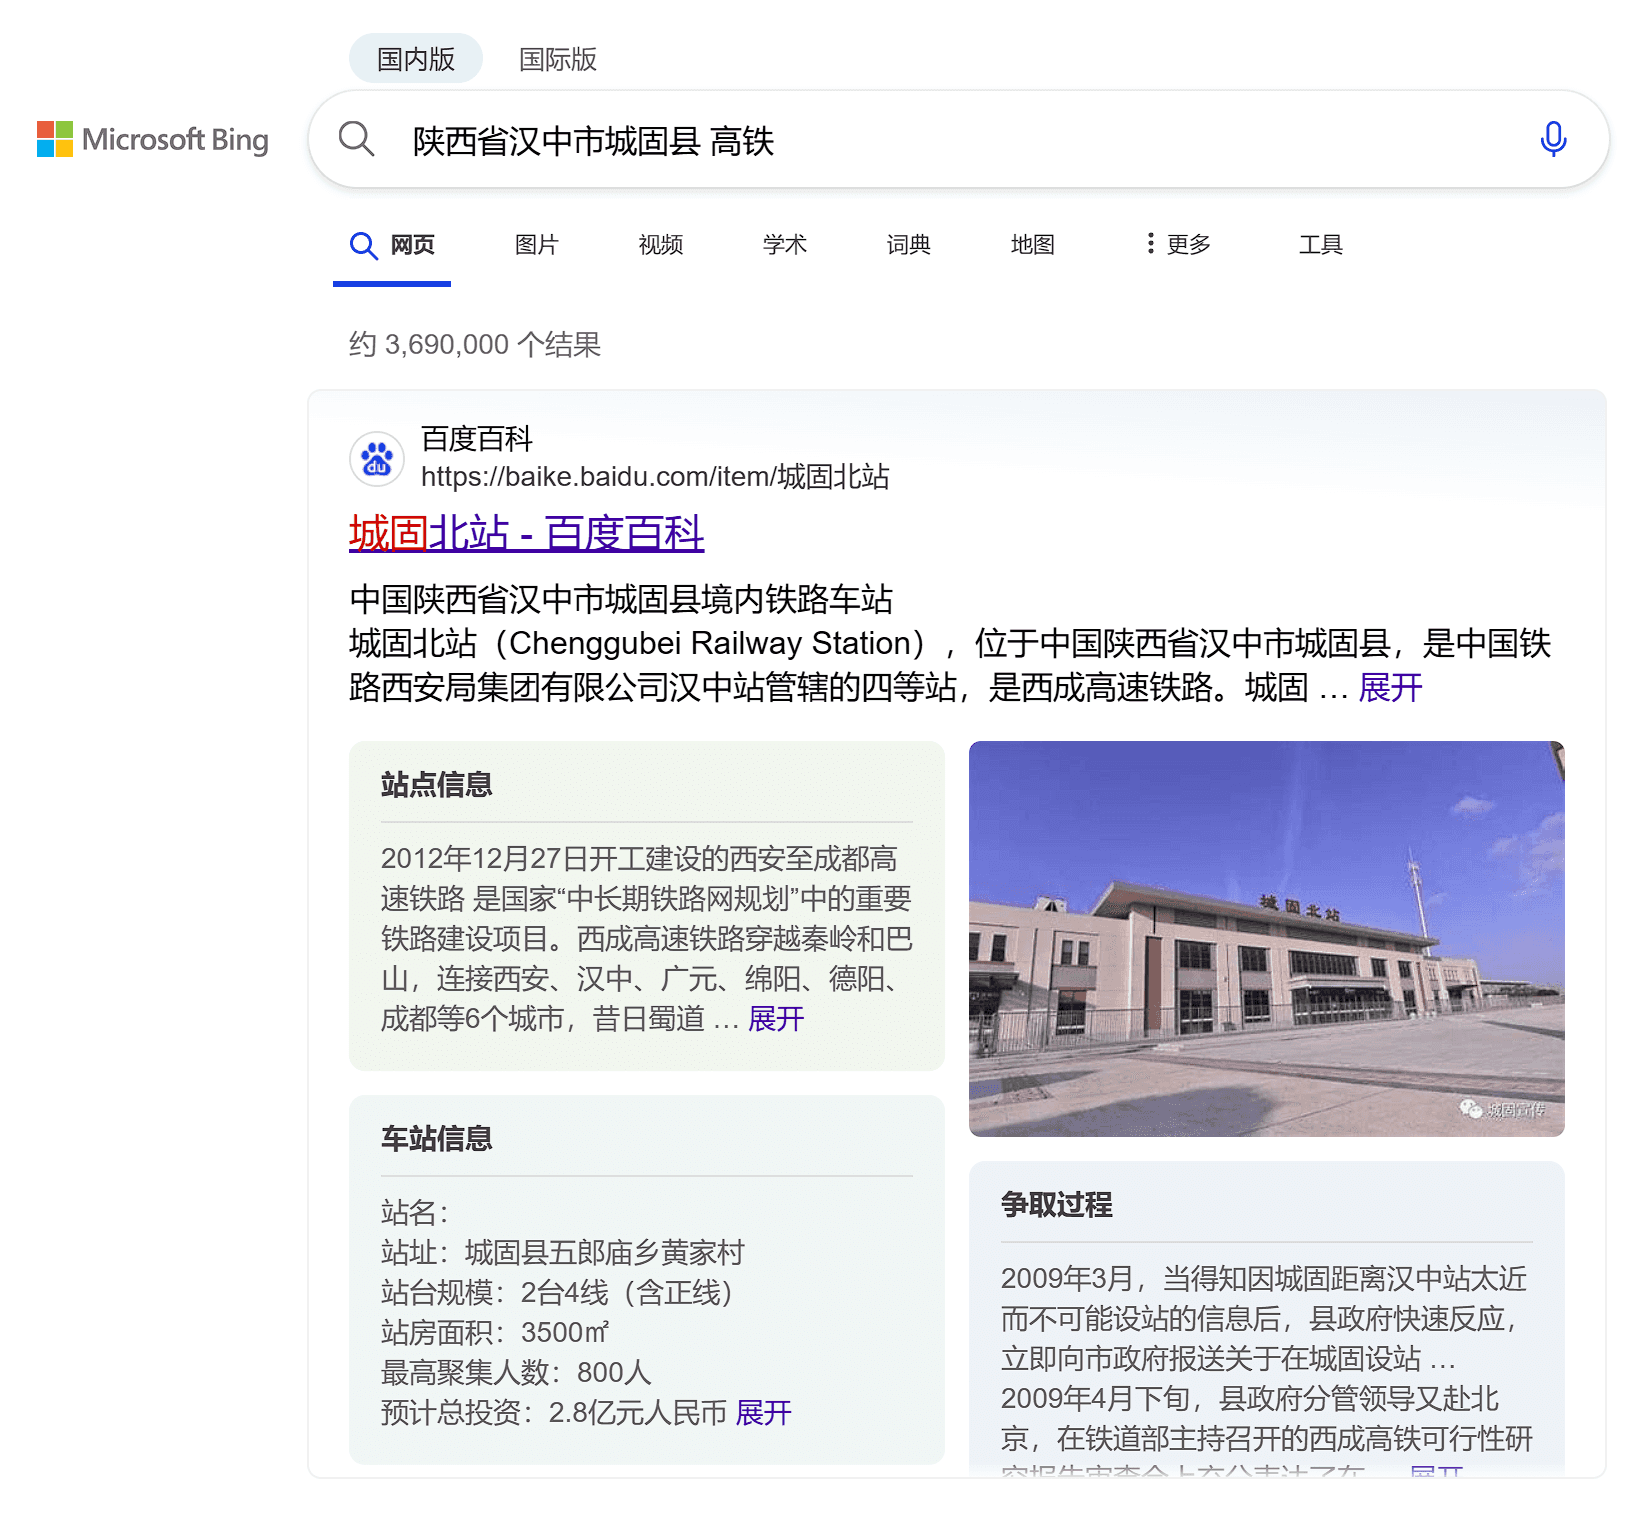 国内版 国际版
Microsoft Bing
陕西省汉中市城固县 高铁
网页 图片 视频 学术 词典 地图 更多 工具
约 3,690,000 个结果
百度百科
https://baike.baidu.com/item/城固北站
城固北站 - 百度百科
中国陕西省汉中市城固县境内铁路车站
城固北站（Chenggubei Railway Station），位于中国陕西省汉中市城固县，是中国铁
路西安局集团有限公司汉中站管辖的四等站，是西成高速铁路。城固 … 展开
站点信息
2012年12月27日开工建设的西安至成都高
速铁路 是国家“中长期铁路网规划”中的重要
铁路建设项目。西成高速铁路穿越秦岭和巴
山，连接西安、汉中、广元、绵阳、德阳、
成都等6个城市，昔日蜀道 … 展开
车站信息
站名：
站址：城固县五郎庙乡黄家村
站台规模：2台4线（含正线）
站房面积：3500㎡
最高聚集人数：800人
预计总投资：2.8亿元人民币 展开
城固北站
城固宣传
争取过程
2009年3月，当得知因城固距离汉中站太近
而不可能设站的信息后，县政府快速反应，
立即向市政府报送关于在城固设站 …
2009年4月下旬，县政府分管领导又赴北
京，在铁道部主持召开的西成高铁可行性研
究报告审查会上充分表达了在 … 展开